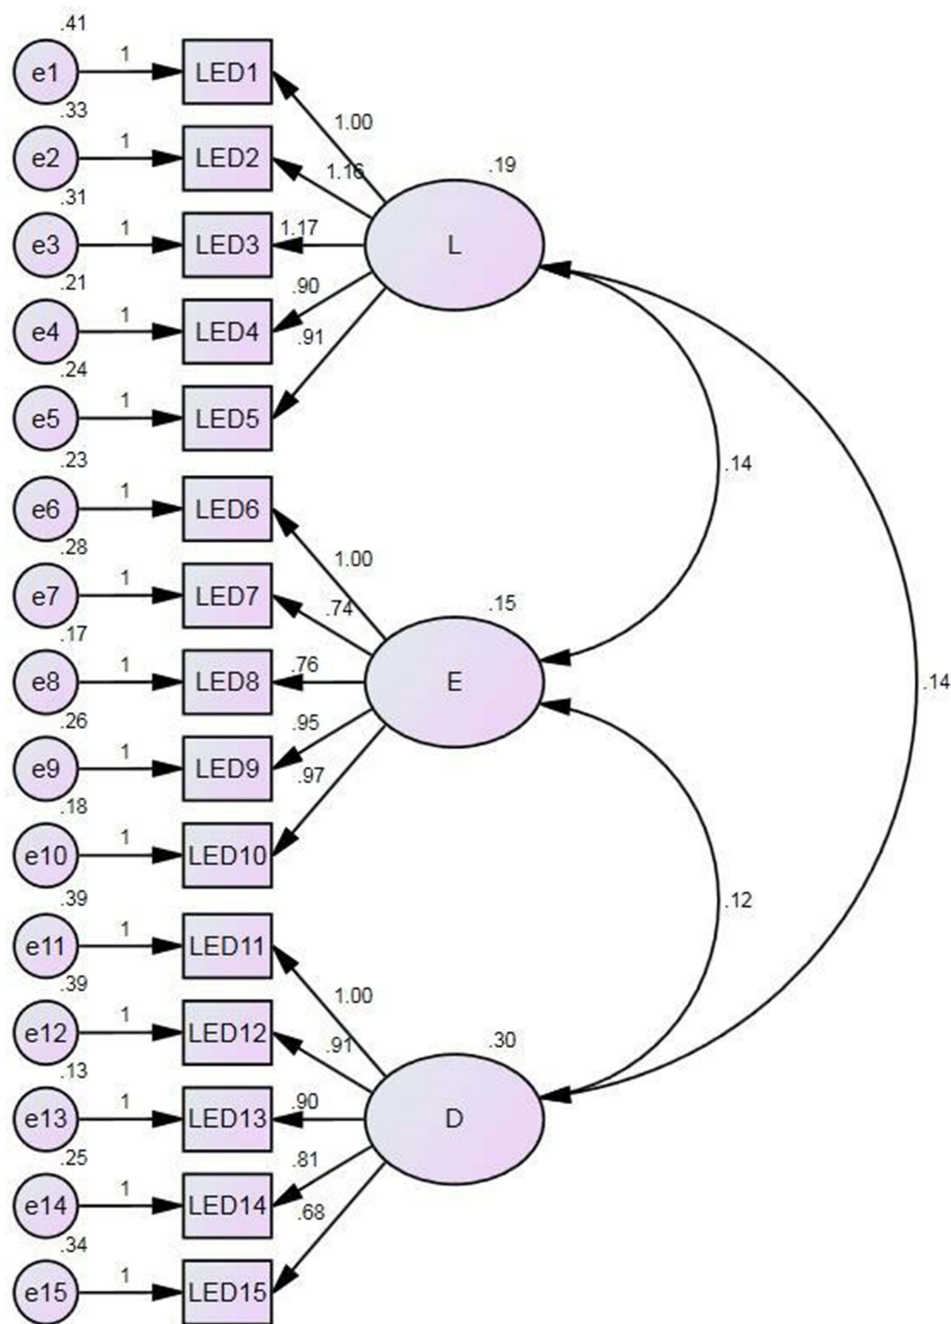 .41
e1 1 LED1
1.00
.33
e2 1 LED2
1.16
.19
.31
e3 1 LED3
1.17
L
.21
e4 1 LED4
.90
.24
e5 1 LED5
.91
.14
.23
e6 1 LED6
1.00
.28
e7 1 LED7
.74
.15
.17
e8 1 LED8
.76
E
.14
.26
e9 1 LED9
.95
.18
e10 1 LED10
.97
.12
.39
e11 1 LED11
1.00
.39
e12 1 LED12
.91
.30
.13
e13 1 LED13
.90
D
.25
e14 1 LED14
.81
.34
e15 1 LED15
.68